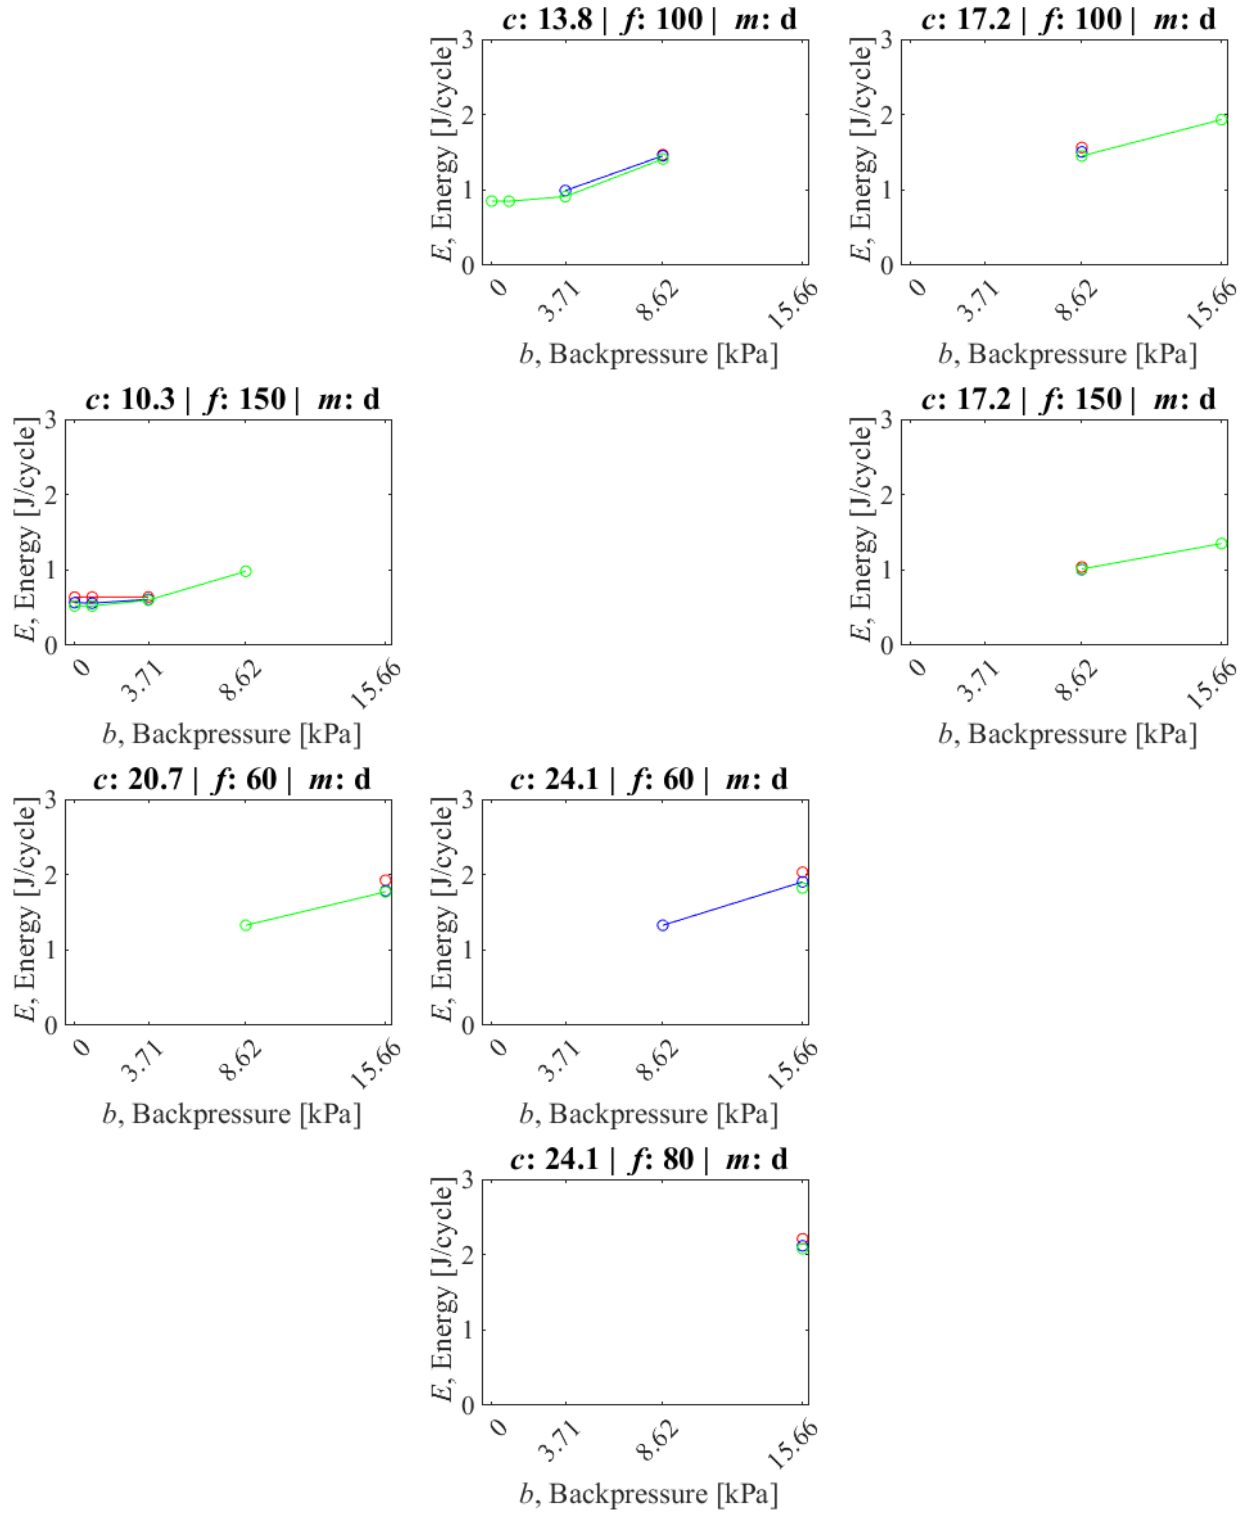 c: 13.8 | f: 100 | m: d
E, Energy [J/cycle]
3
2
1
0
0
3.71
8.62
15.66
b, Backpressure [kPa]
c: 17.2 | f: 100 | m: d
E, Energy [J/cycle]
3
2
1
0
0
3.71
8.62
15.66
b, Backpressure [kPa]
c: 10.3 | f: 150 | m: d
E, Energy [J/cycle]
3
2
1
0
0
3.71
8.62
15.66
b, Backpressure [kPa]
c: 17.2 | f: 150 | m: d
E, Energy [J/cycle]
3
2
1
0
0
3.71
8.62
15.66
b, Backpressure [kPa]
c: 20.7 | f: 60 | m: d
E, Energy [J/cycle]
3
2
1
0
0
3.71
8.62
15.66
b, Backpressure [kPa]
c: 24.1 | f: 60 | m: d
E, Energy [J/cycle]
3
2
1
0
0
3.71
8.62
15.66
b, Backpressure [kPa]
c: 24.1 | f: 80 | m: d
E, Energy [J/cycle]
3
2
1
0
0
3.71
8.62
15.66
b, Backpressure [kPa]